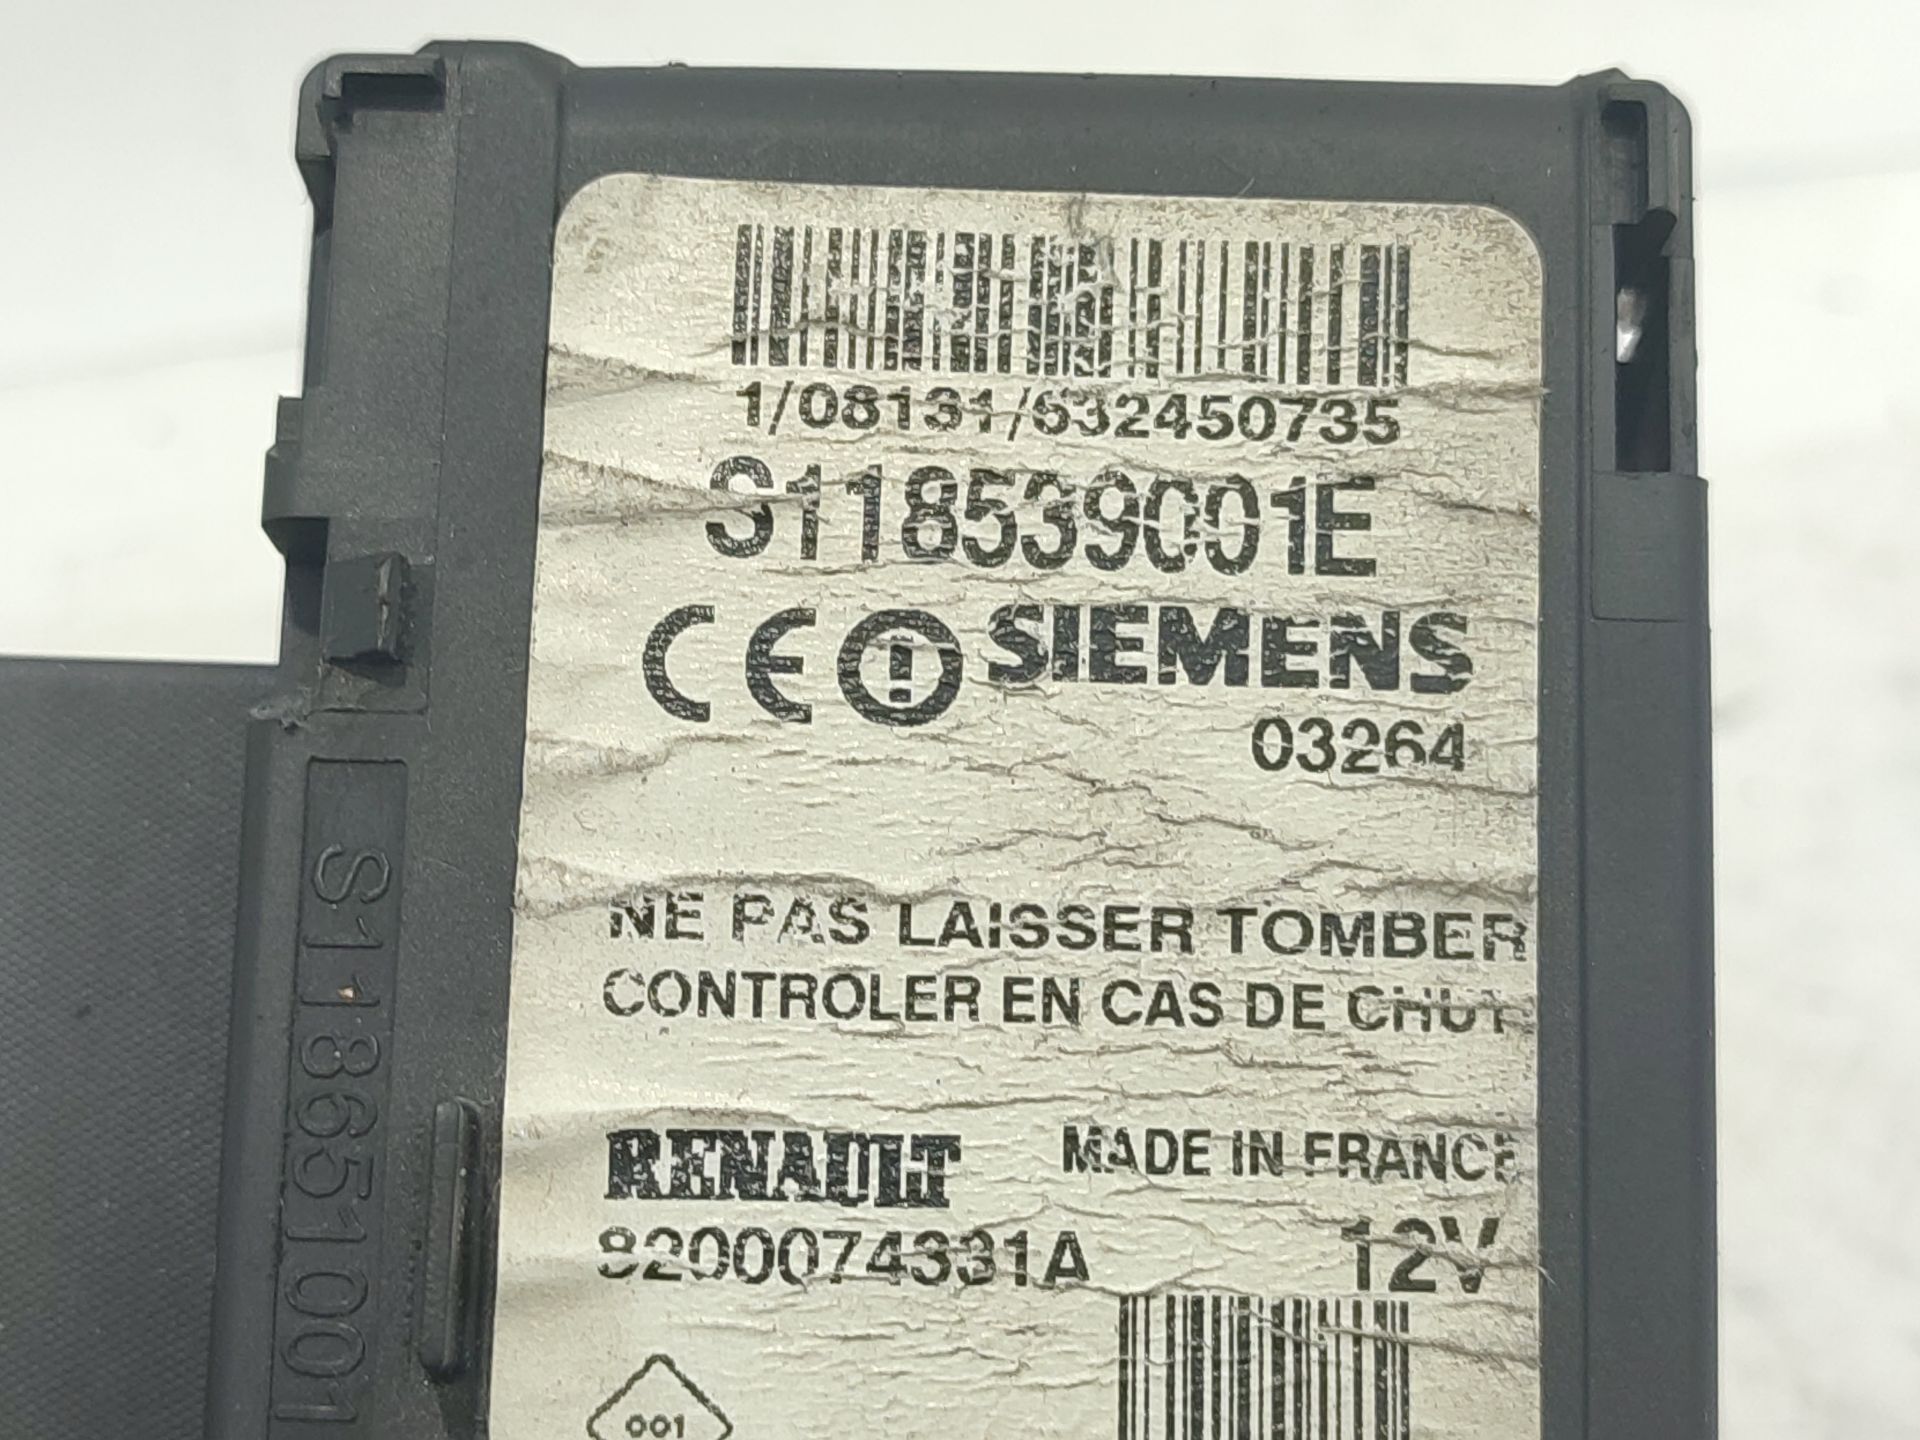 1/08131/632450735
S118539001E
CE SIEMENS
03264
NE PAS LAISSER TOMBER
CONTROLER EN CAS DE CHUT
RENAULT MADE IN FRANCE
8200074331A 12V
001
S118651001